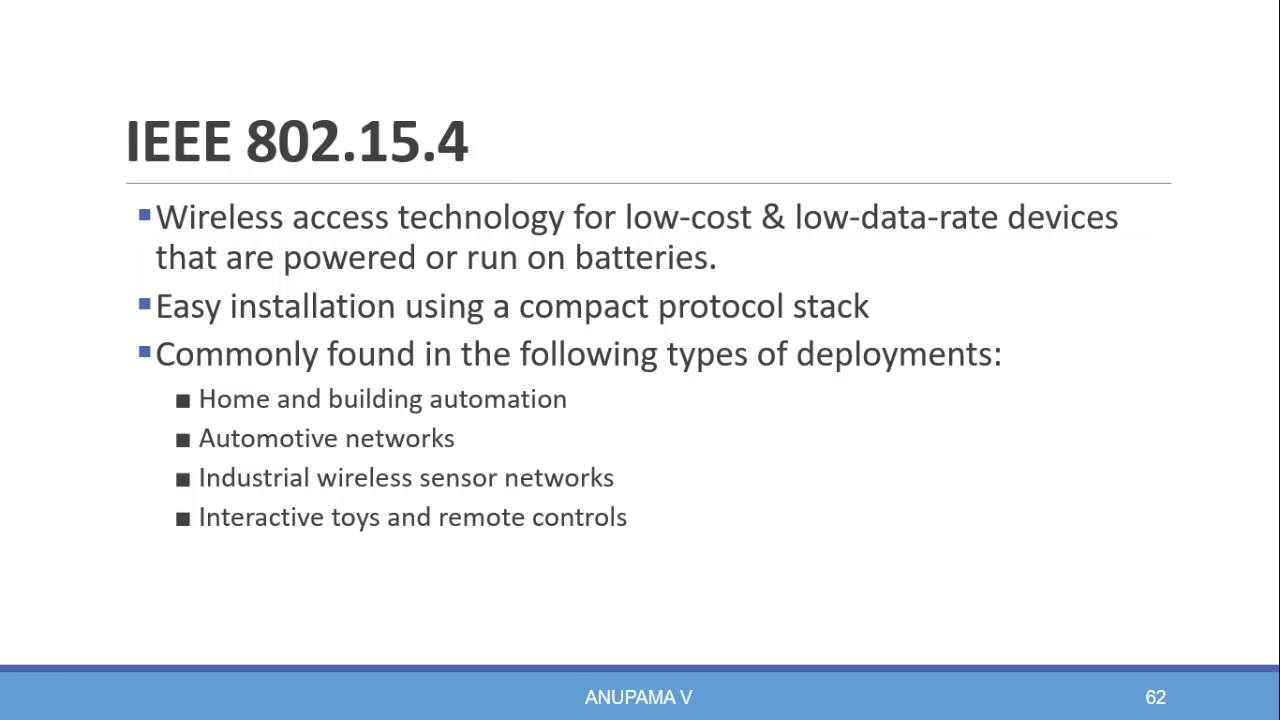 IEEE 802.15.4
▪Wireless access technology for low-cost & low-data-rate devices
that are powered or run on batteries.
▪Easy installation using a compact protocol stack
▪Commonly found in the following types of deployments:
■ Home and building automation
■ Automotive networks
■ Industrial wireless sensor networks
■ Interactive toys and remote controls
ANUPAMA V
62